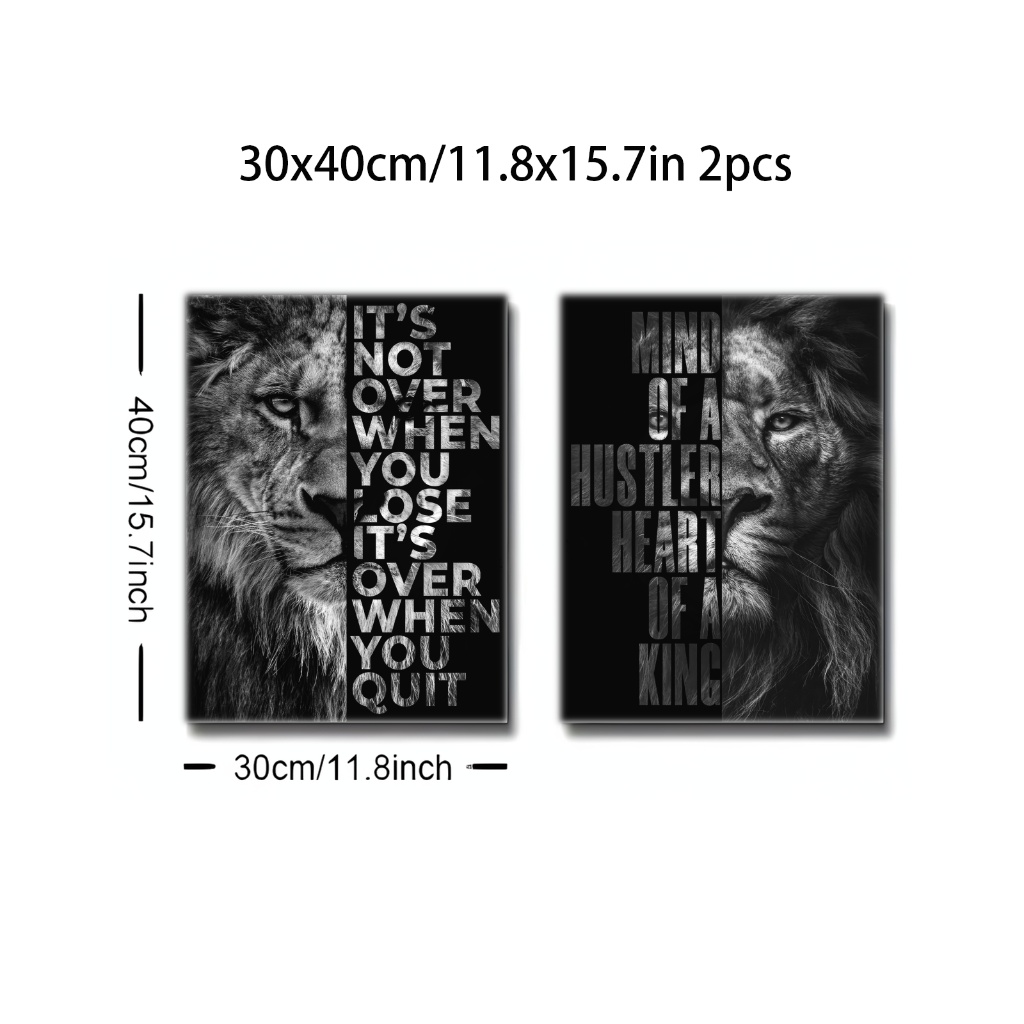 30x40cm/11.8x15.7in 2pcs
40cm/15.7inch
IT'S
NOT
OVER
WHEN
YOU
LOSE
IT'S
OVER
WHEN
YOU
QUIT
MIND
OF A
HUSTLER
HEART
OF A
KING
30cm/11.8inch